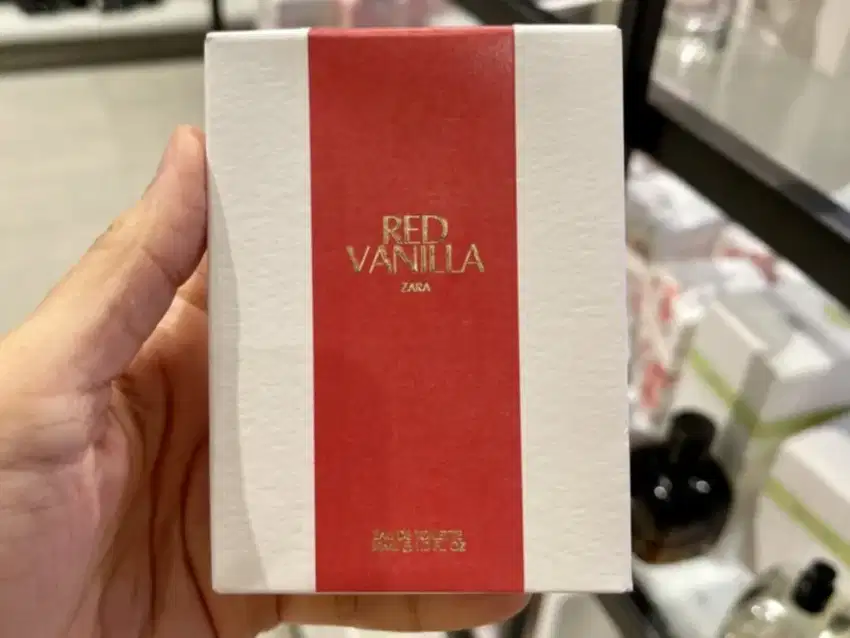 RED
VANILLA
ZARA
EAU DE TOILETTE